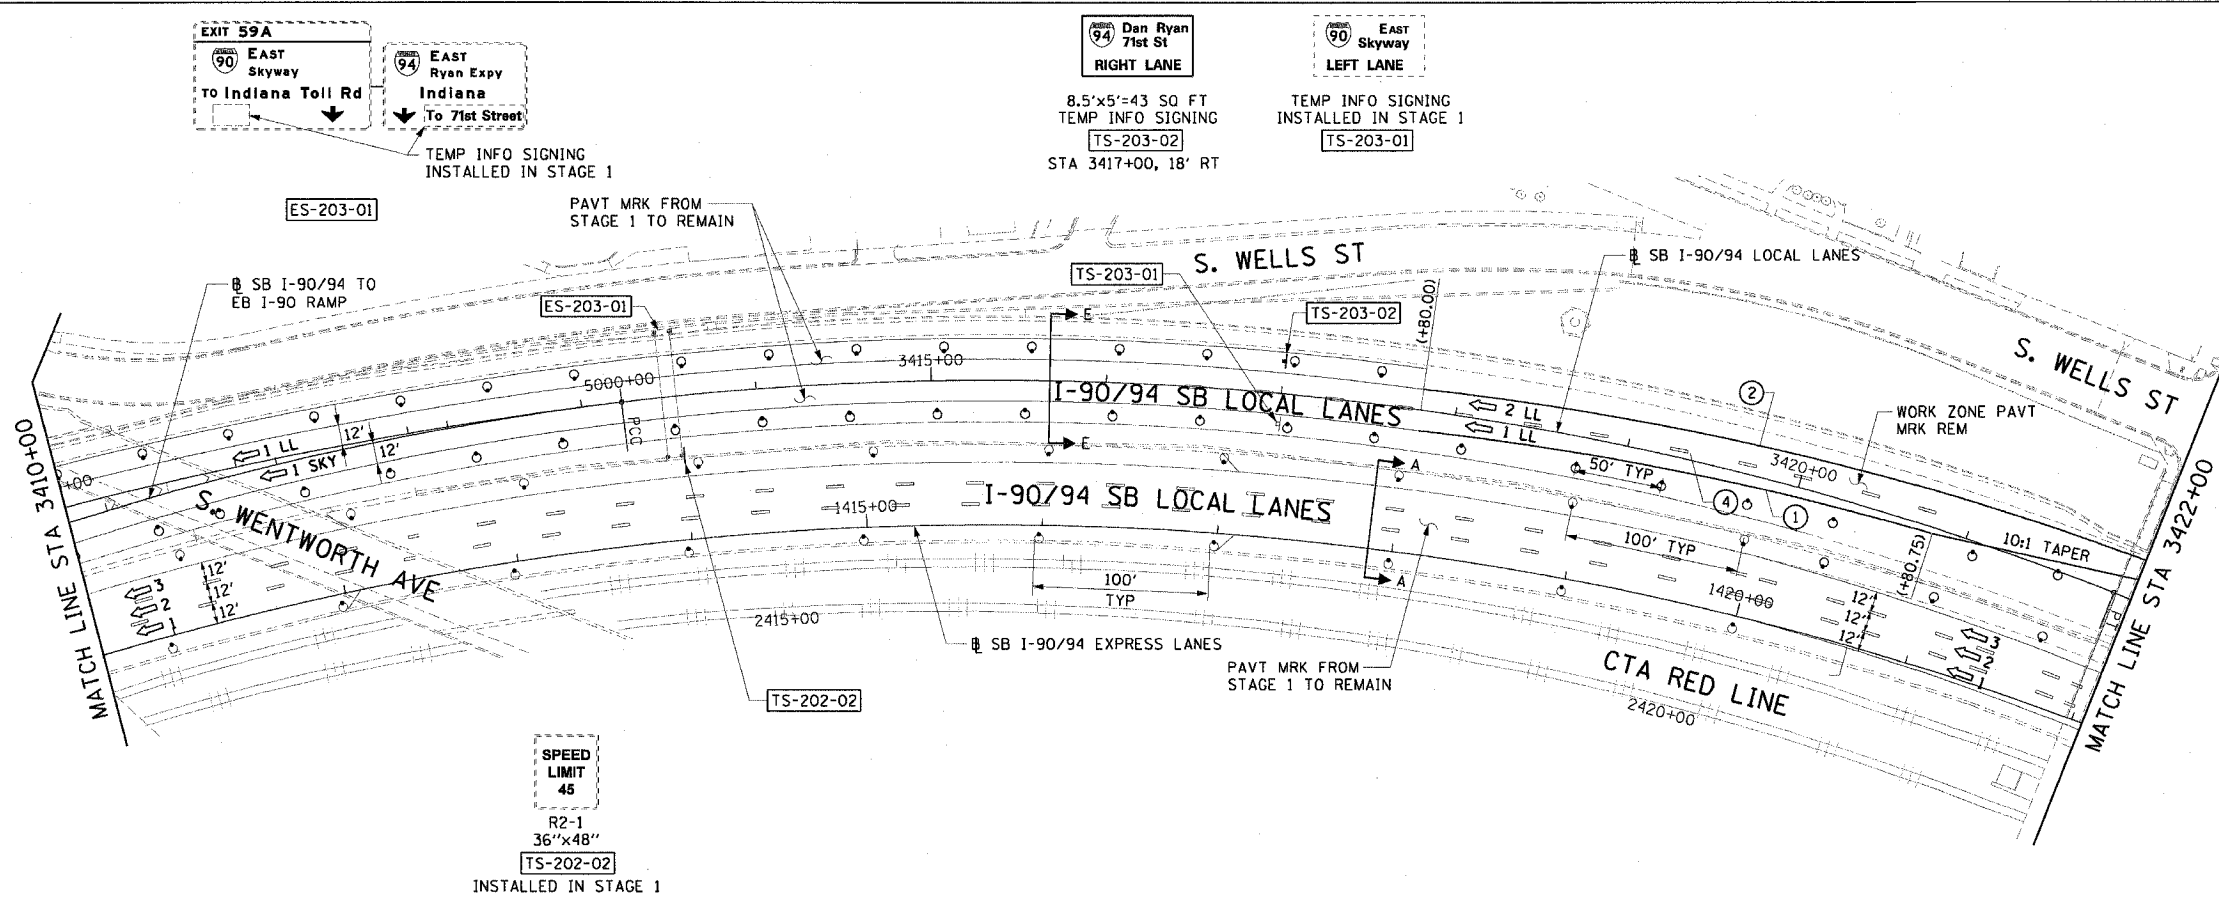 EXIT 59A
90 EAST
Skyway
TO Indiana Toll Rd
94 EAST
Ryan Expy
Indiana
To 71st Street
TEMP INFO SIGNING
INSTALLED IN STAGE 1
ES-203-01
94 Dan Ryan
71st St
RIGHT LANE
8.5'x5'=43 SQ FT
TEMP INFO SIGNING
TS-203-02
STA 3417+00, 18' RT
90 EAST
Skyway
LEFT LANE
TEMP INFO SIGNING
INSTALLED IN STAGE 1
TS-203-01
PAVT MRK FROM
STAGE 1 TO REMAIN
S. WELLS ST
TS-203-01
SB I-90/94 LOCAL LANES
SB I-90/94 TO
EB I-90 RAMP
ES-203-01
E
TS-203-02
(+80.00)
S. WELLS ST
3415+00
5000+00
PCC
I-90/94 SB LOCAL LANES
2 LL
1 LL
2
WORK ZONE PAVT
MRK REM
12'
12'
1 LL
1 SKY
E
A
50' TYP
3420+00
MATCH LINE STA 3410+00
+00
S. WENTWORTH AVE
1415+00
I-90/94 SB LOCAL LANES
4
1
100' TYP
10:1 TAPER
(+80.75)
MATCH LINE STA 3422+00
3
2
1
12'
12'
12'
100'
TYP
A
1420+00
12'
12'
12'
3
2
1
2415+00
SB I-90/94 EXPRESS LANES
PAVT MRK FROM
STAGE 1 TO REMAIN
CTA RED LINE
2420+00
TS-202-02
SPEED
LIMIT
45
R2-1
36"x48"
TS-202-02
INSTALLED IN STAGE 1